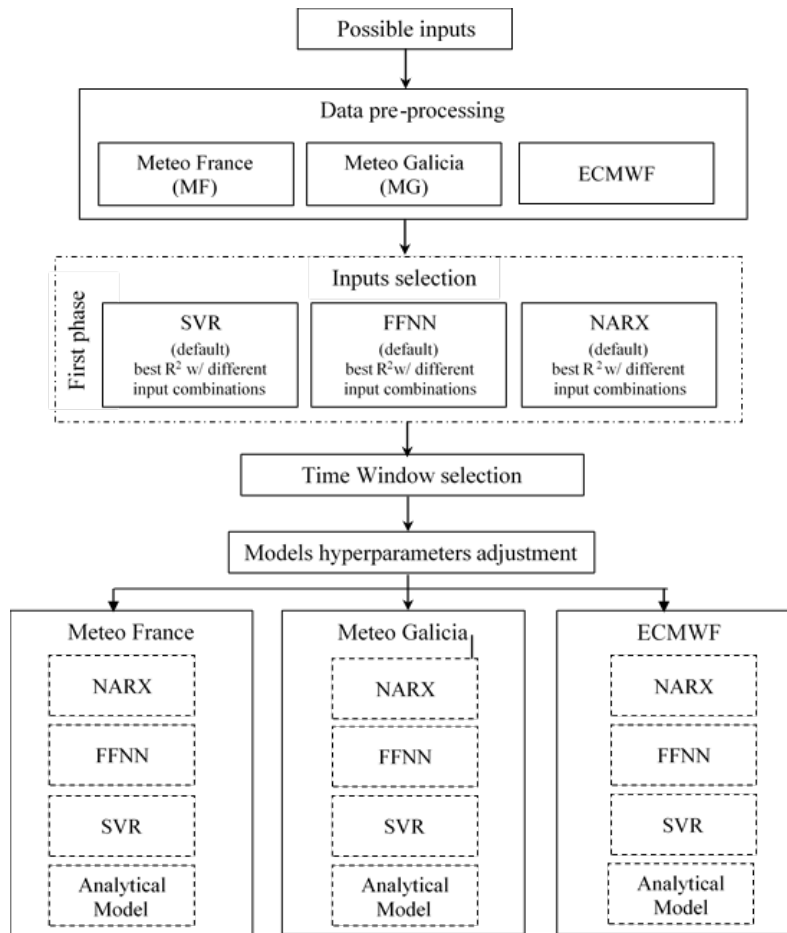 Possible inputs
Data pre-processing
Meteo France
(MF)
Meteo Galicia
(MG)
ECMWF
Inputs selection
First phase
SVR
(default)
best R² w/ different
input combinations
FFNN
(default)
best R²w/ different
input combinations
NARX
(default)
best R² w/ different
input combinations
Time Window selection
Models hyperparameters adjustment
Meteo France
NARX
FFNN
SVR
Analytical
Model
Meteo Galicia
NARX
FFNN
SVR
Analytical
Model
ECMWF
NARX
FFNN
SVR
Analytical
Model